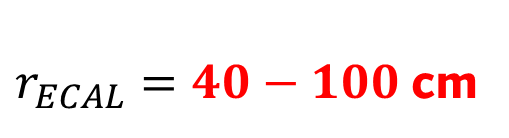 r_ECAL = 40 – 100 cm